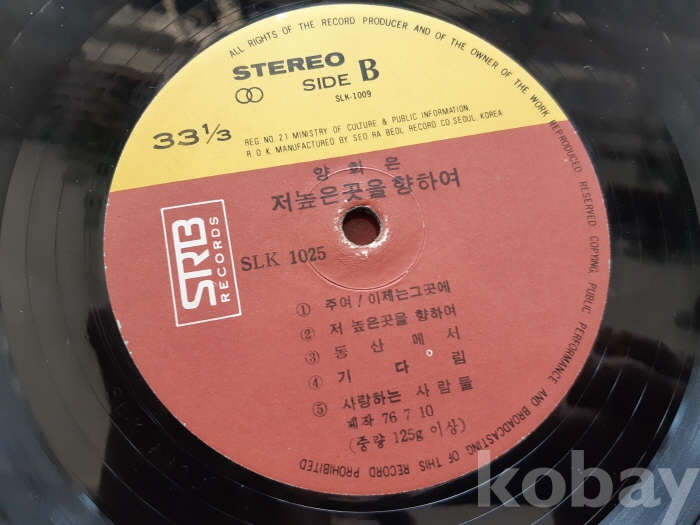 ALL RIGHTS OF THE RECORD PRODUCER AND OF THE OWNER OF THE WORK REPRODUCED RESERVED. COPYING, PUBLIC PERFORMANCE AND BROADCASTING OF THIS RECORD PROHIBITED
STEREO
SIDE B
SLK-1009
33 1/3
REG. NO. 21 MINISTRY OF CULTURE & PUBLIC INFORMATION.
R.O.K. MANUFACTURED BY SEO RA BEOL RECORD CO. SEOUL. KOREA
양희은
저높은곳을향하여
SRB
RECORDS
SLK 1025
① 주여! 이제는그곳에
② 저 높은곳을 향하여
③ 동산에서
④ 기다림
⑤ 사랑하는 사람들
제작 76 7 10
(중량 125g 이상)
kobay